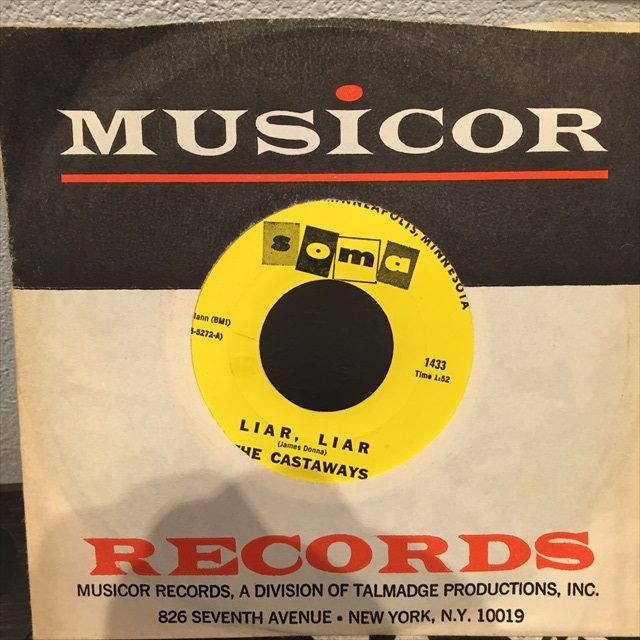 MUSICOR
MINNEAPOLIS, MINNESOTA
soma
(BMI)
1433
Time 1:52
LIAR, LIAR
(James Donna)
THE CASTAWAYS
RECORDS
MUSICOR RECORDS, A DIVISION OF TALMADGE PRODUCTIONS, INC.
826 SEVENTH AVENUE • NEW YORK, N.Y. 10019